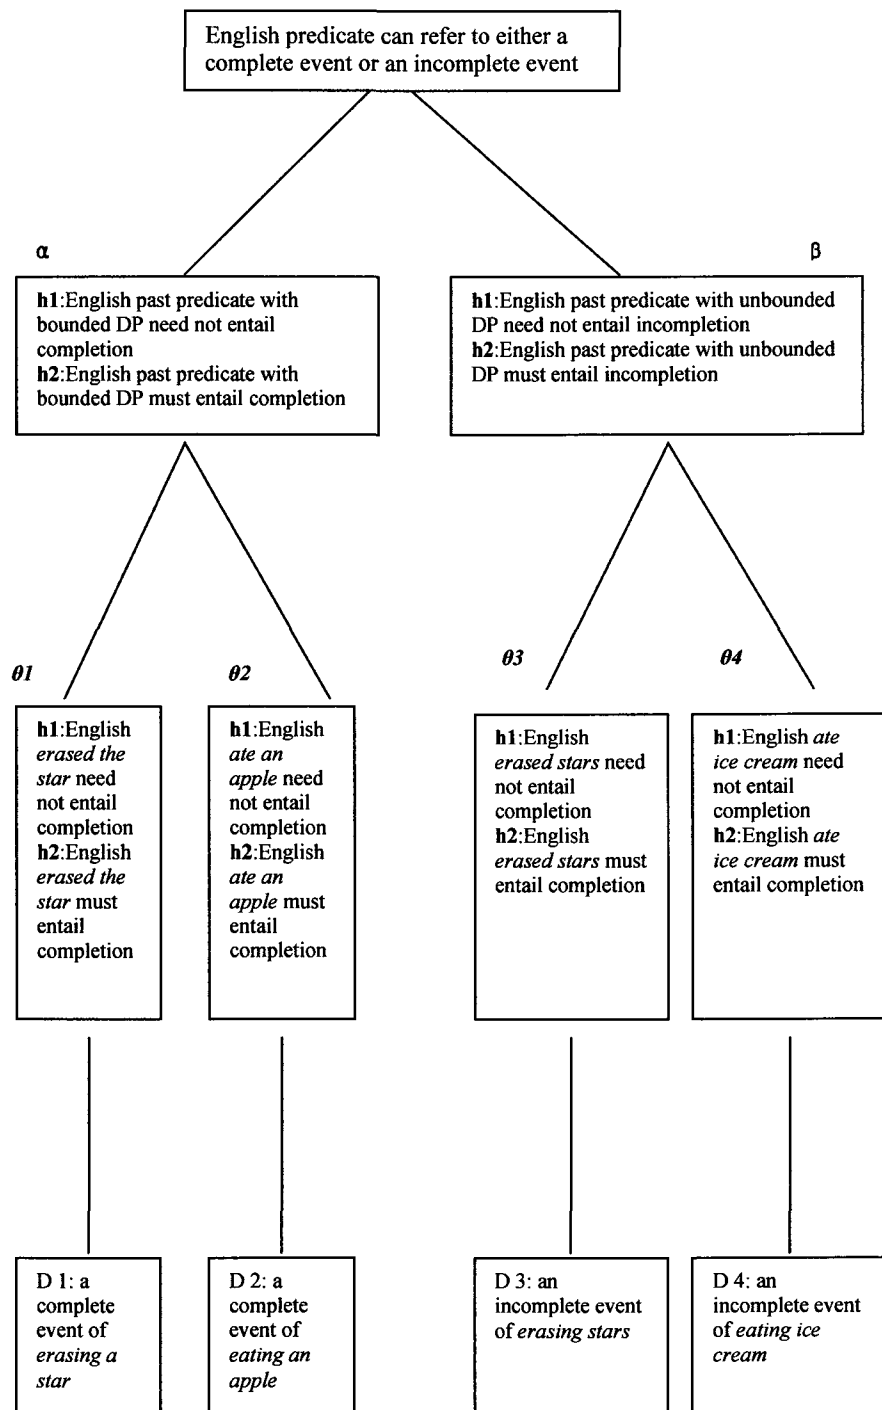 English predicate can refer to either a
complete event or an incomplete event
α
β
h1:English past predicate with
bounded DP need not entail
completion
h2:English past predicate with
bounded DP must entail completion
h1:English past predicate with unbounded
DP need not entail incompletion
h2:English past predicate with unbounded
DP must entail incompletion
θ1
θ2
θ3
θ4
h1:English
erased the
star need
not entail
completion
h2:English
erased the
star must
entail
completion
h1:English
ate an
apple need
not entail
completion
h2:English
ate an
apple must
entail
completion
h1:English
erased stars need
not entail
completion
h2:English
erased stars must
entail completion
h1:English ate
ice cream need
not entail
completion
h2:English ate
ice cream must
entail completion
D 1: a
complete
event of
erasing a
star
D 2: a
complete
event of
eating an
apple
D 3: an
incomplete event
of erasing stars
D 4: an
incomplete event
of eating ice
cream